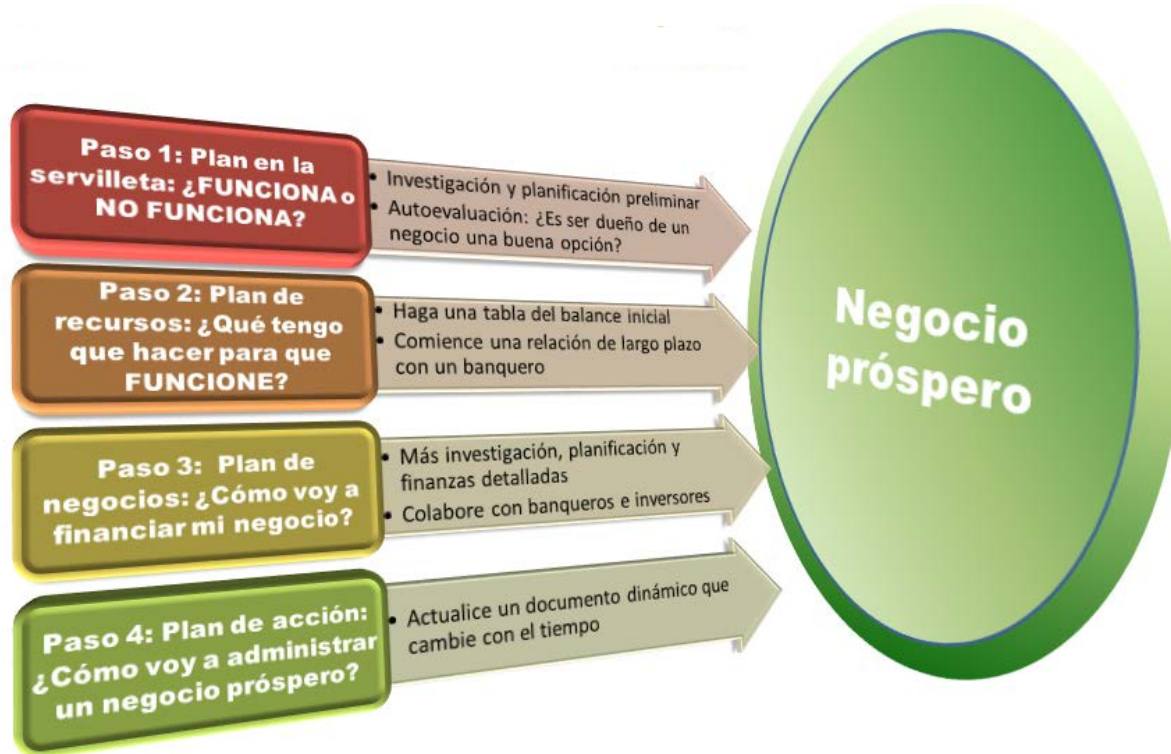 Paso 1: Plan en la
servilleta: ¿FUNCIONA o
NO FUNCIONA?
• Investigación y planificación preliminar
• Autoevaluación: ¿Es ser dueño de un
negocio una buena opción?
Paso 2: Plan de
recursos: ¿Qué tengo
que hacer para que
FUNCIONE?
• Haga una tabla del balance inicial
• Comience una relación de largo plazo
con un banquero
Paso 3: Plan de
negocios: ¿Cómo voy a
financiar mi negocio?
• Más investigación, planificación y
finanzas detalladas
• Colabore con banqueros e inversores
Paso 4: Plan de acción:
¿Cómo voy a administrar
un negocio próspero?
• Actualice un documento dinámico que
cambie con el tiempo
Negocio
próspero